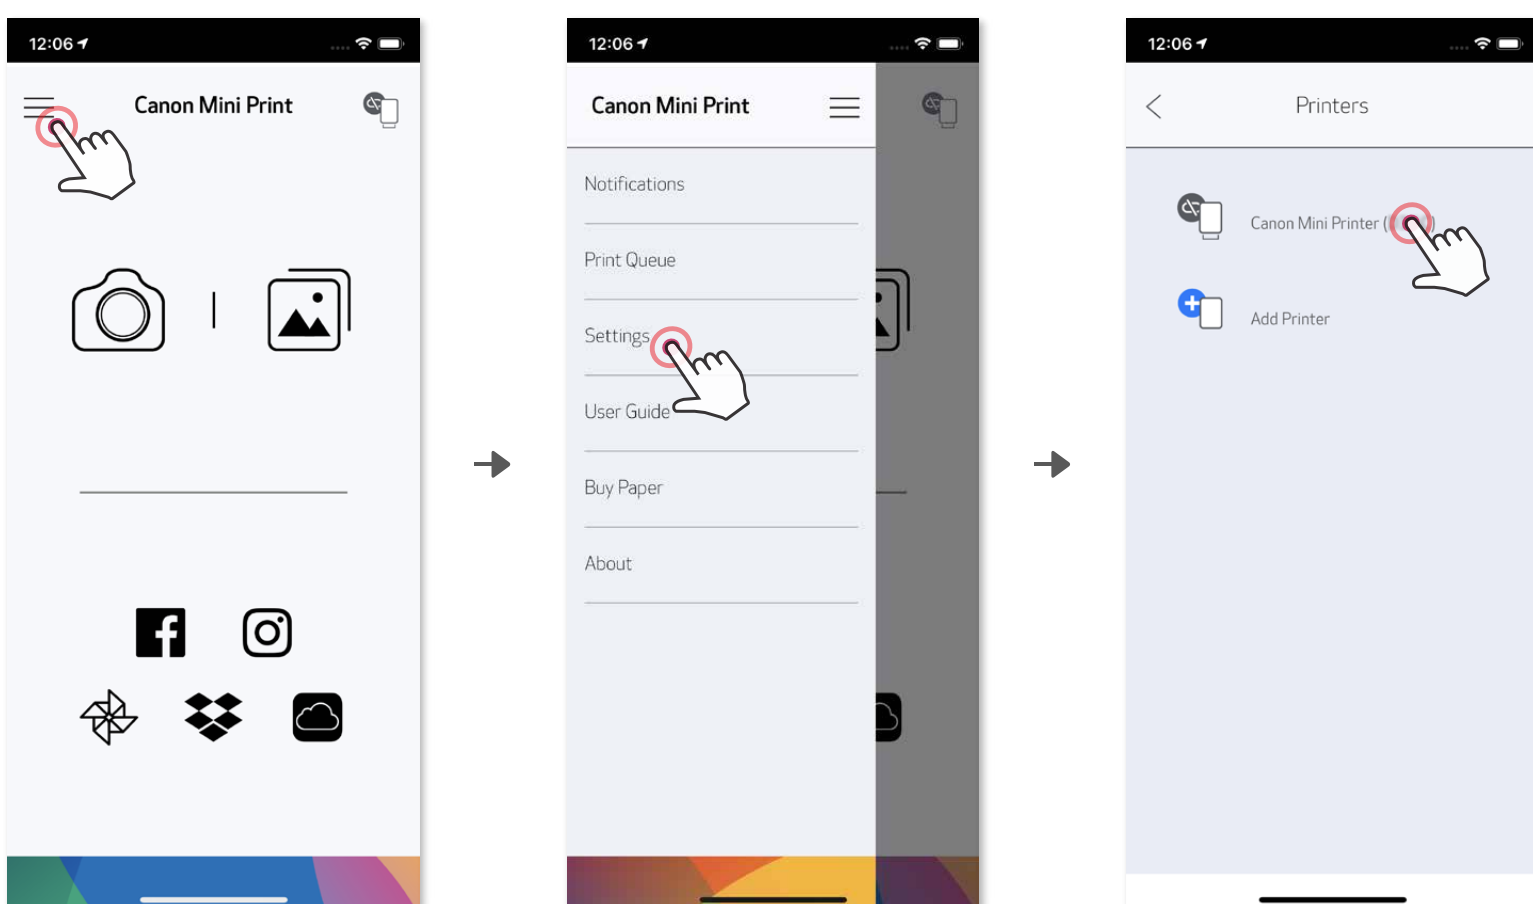 12:06
Canon Mini Print
12:06
Canon Mini Print
Notifications
Print Queue
Settings
User Guide
Buy Paper
About
12:06
Printers
Canon Mini Printer ( )
Add Printer